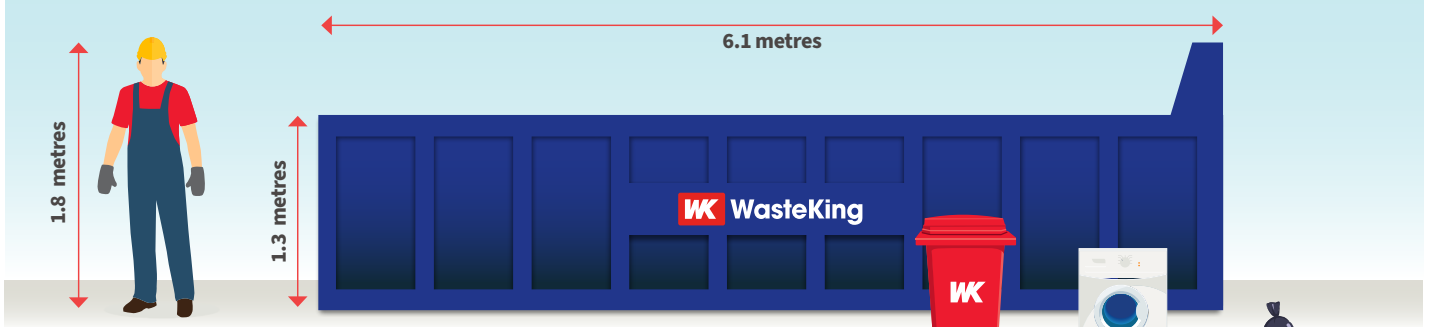 6.1 metres
1.8 metres
1.3 metres
WK WasteKing
WK